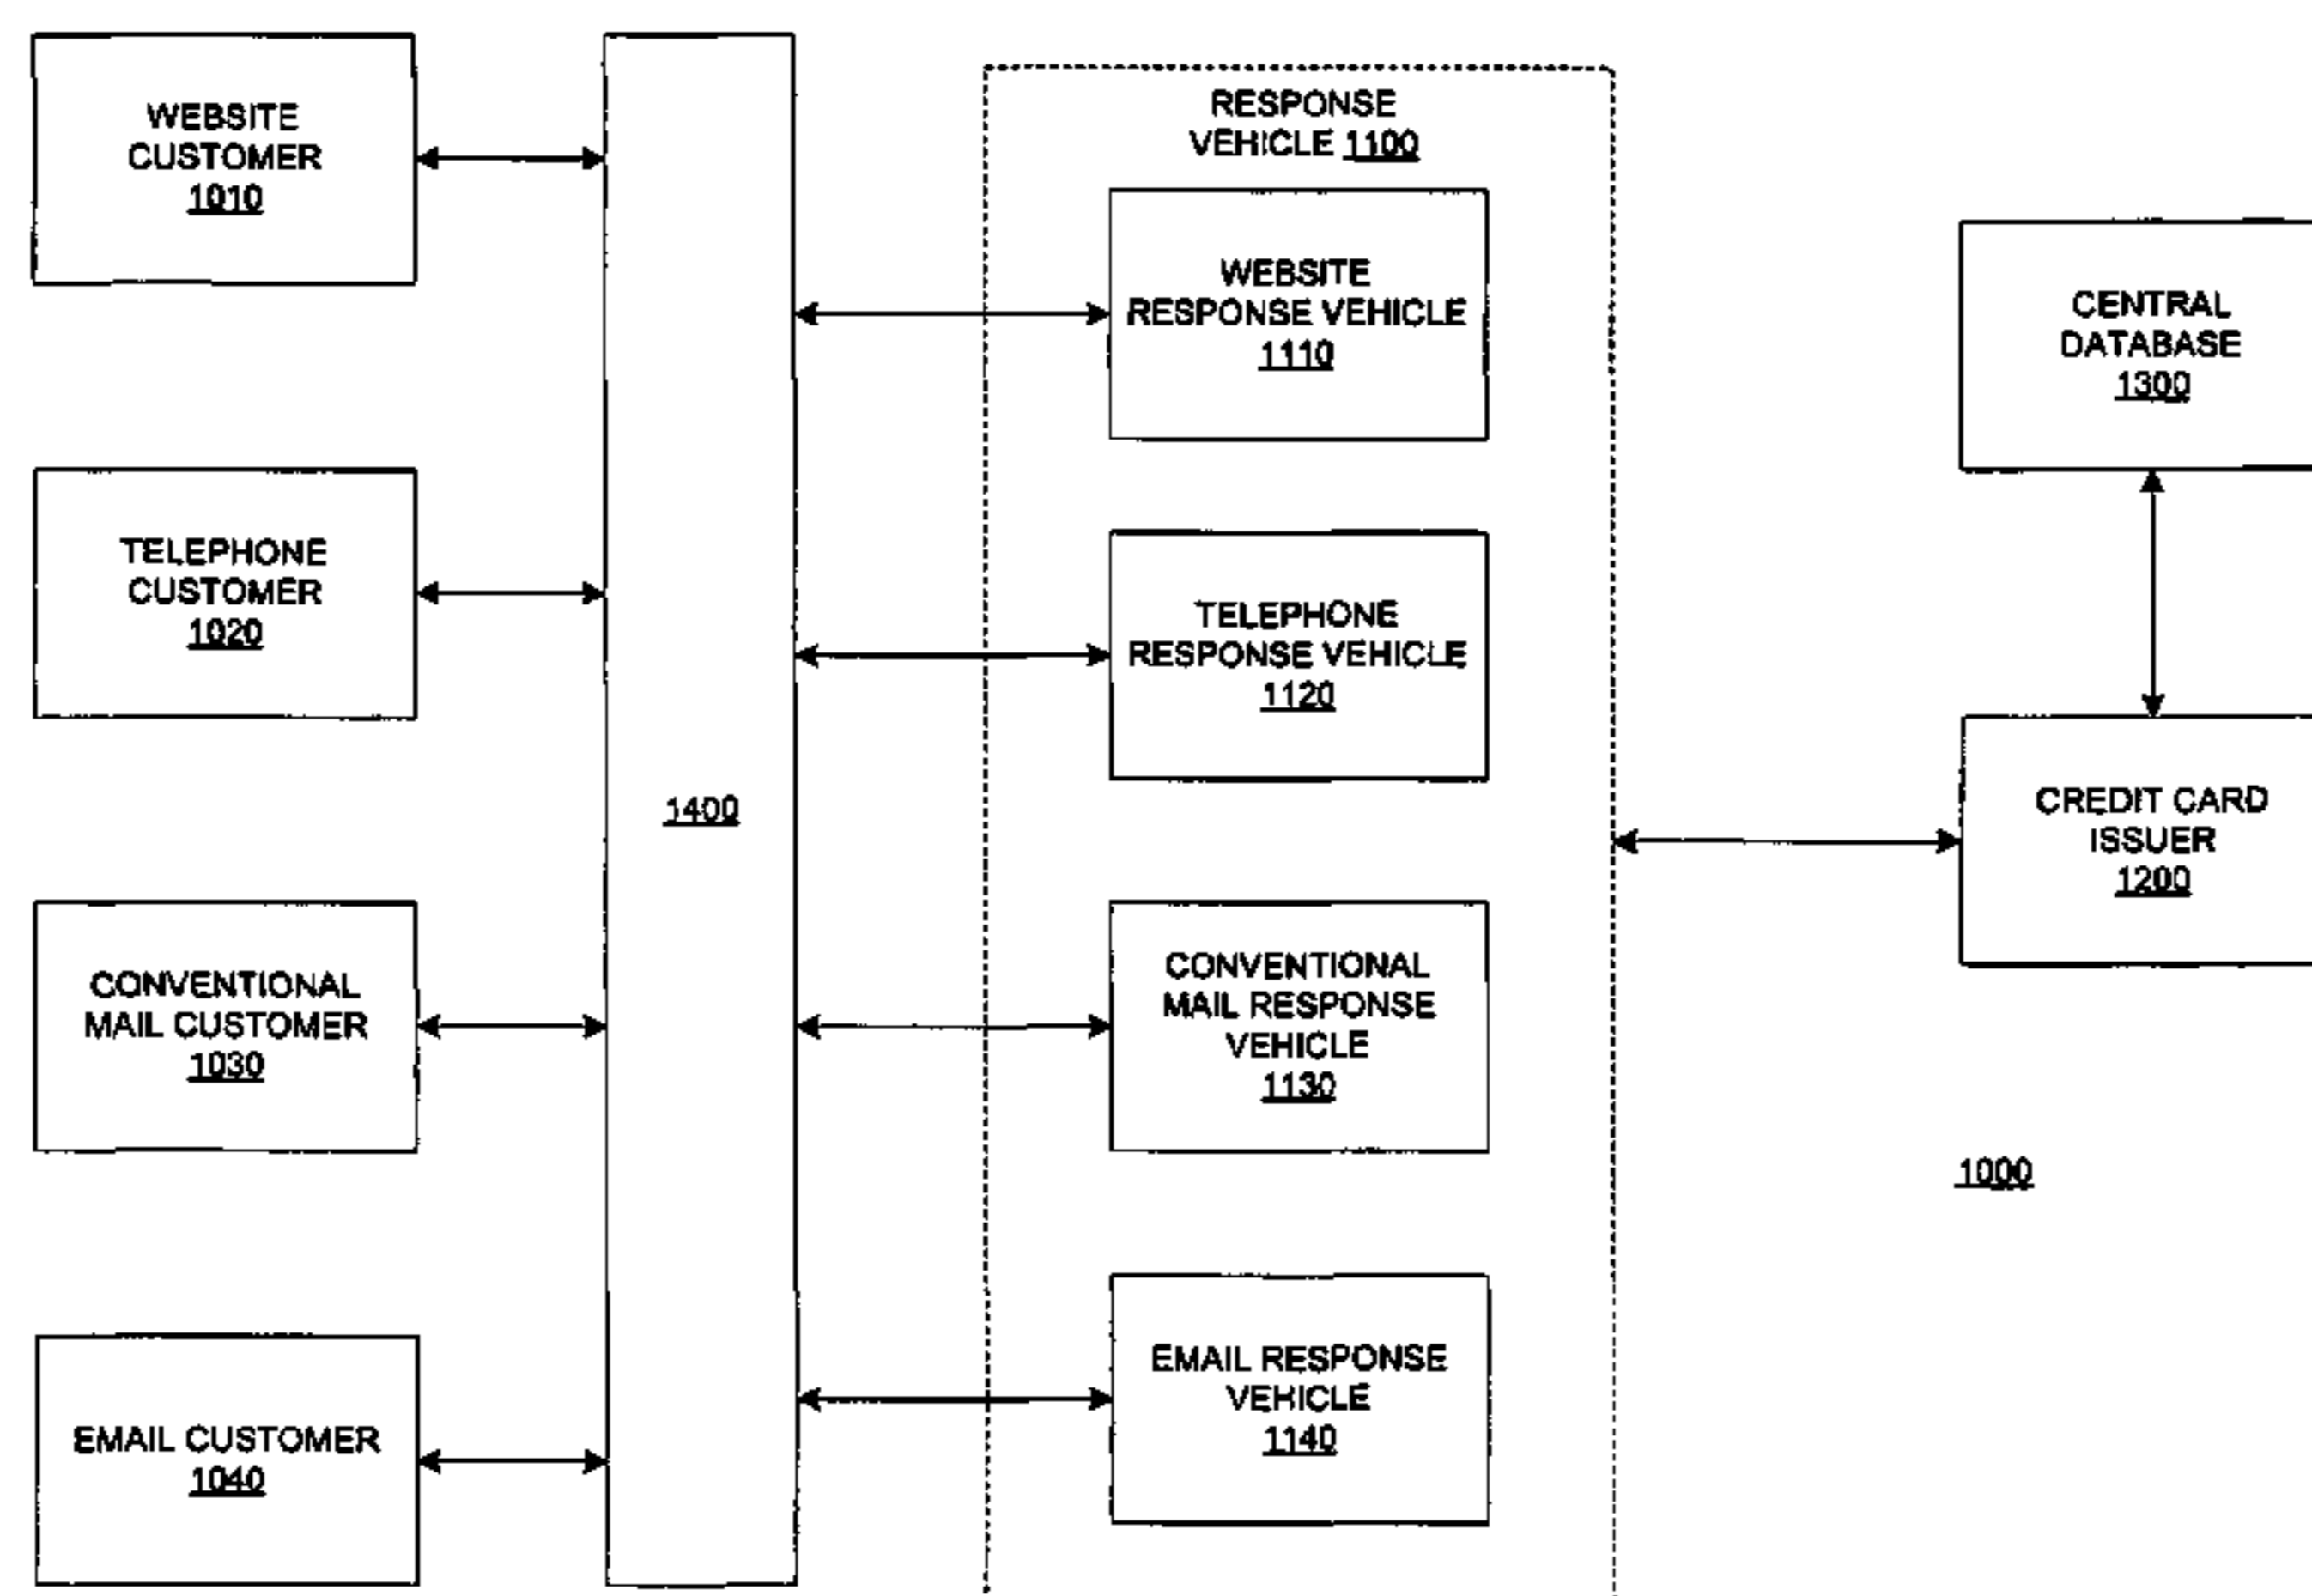 WEBSITE
CUSTOMER
1010
TELEPHONE
CUSTOMER
1020
CONVENTIONAL
MAIL CUSTOMER
1030
EMAIL CUSTOMER
1040
1400
RESPONSE
VEHICLE 1100
WEBSITE
RESPONSE VEHICLE
1110
TELEPHONE
RESPONSE VEHICLE
1120
CONVENTIONAL
MAIL RESPONSE
VEHICLE
1130
EMAIL RESPONSE
VEHICLE
1140
CENTRAL
DATABASE
1300
CREDIT CARD
ISSUER
1200
1000